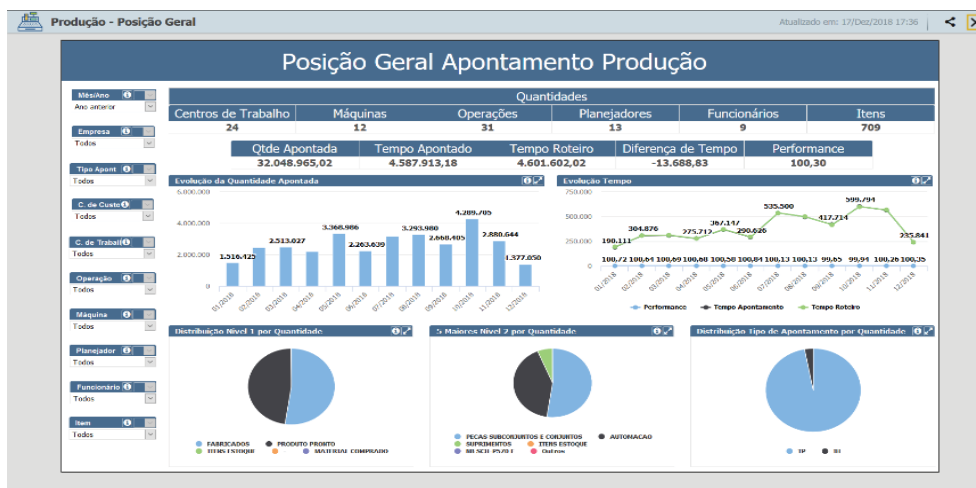 Produção - Posição Geral
Atualizado em: 17/Dez/2018 17:36
Posição Geral Apontamento Produção
Mês/Ano
Ano anterior
Empresa
Todos
Tipo Apont
Todos
C. de Custo
Todos
C. de Trabal
Todos
Operação
Todos
Máquina
Todos
Planejador
Todos
Funcionário
Todos
Item
Todos
Quantidades
Centros de Trabalho Máquinas Operações Planejadores Funcionários Itens
24 12 31 13 9 709
Qtde Apontada Tempo Apontado Tempo Roteiro Diferença de Tempo Performance
32.048.965,02 4.587.913,18 4.601.602,02 -13.688,83 100,30
Evolução da Quantidade Apontada
6.000.000
4.000.000
2.000.000
0
1.516.425 2.513.027 3.368.986 2.263.639 3.293.980 2.668.405 4.289.705 2.880.644 1.377.050
01/2018 02/2018 03/2018 04/2018 05/2018 06/2018 07/2018 08/2018 09/2018 10/2018 11/2018 12/2018
Evolução Tempo
750.000
500.000
250.000
0
190.111 304.876 275.712 367.147 290.626 535.500 417.714 599.794 235.841
100,72 100,64 100,69 100,68 100,58 100,84 100,13 100,13 99,65 99,94 100,26 100,35
01/2018 02/2018 03/2018 04/2018 05/2018 06/2018 07/2018 08/2018 09/2018 10/2018 11/2018 12/2018
Performance Tempo Apontamento Tempo Roteiro
Distribuição Nível 1 por Quantidade
FABRICADOS PRODUTO PRONTO
ITENS ESTOQUE MATERIAL COMPRADO
5 Maiores Nível 2 por Quantidade
PECAS SUBCONJUNTOS E CONJUNTOS AUTOMACAO
SUPRIMENTOS ITENS ESTOQUE
Outros
Distribuição Tipo de Apontamento por Quantidade
TP